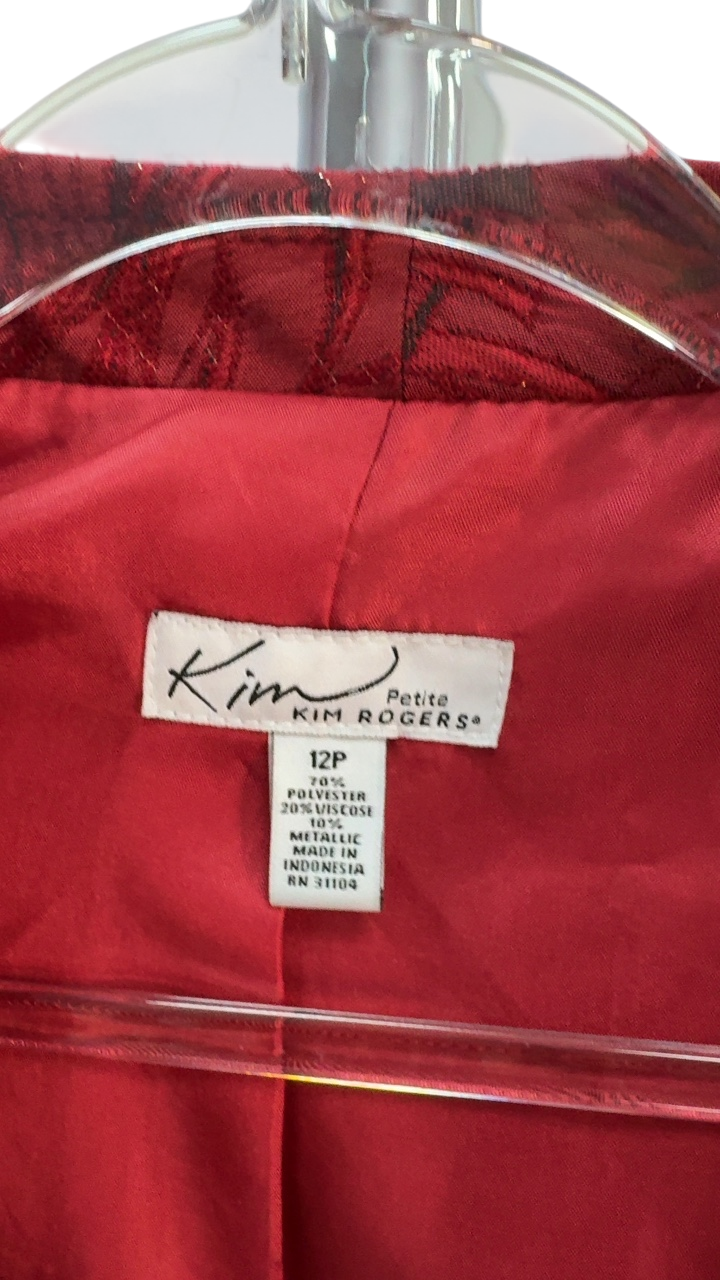 Kim Petite
KIM ROGERS®
12P
70%
POLYESTER
20% VISCOSE
10%
METALLIC
MADE IN
INDONESIA
RN 31104